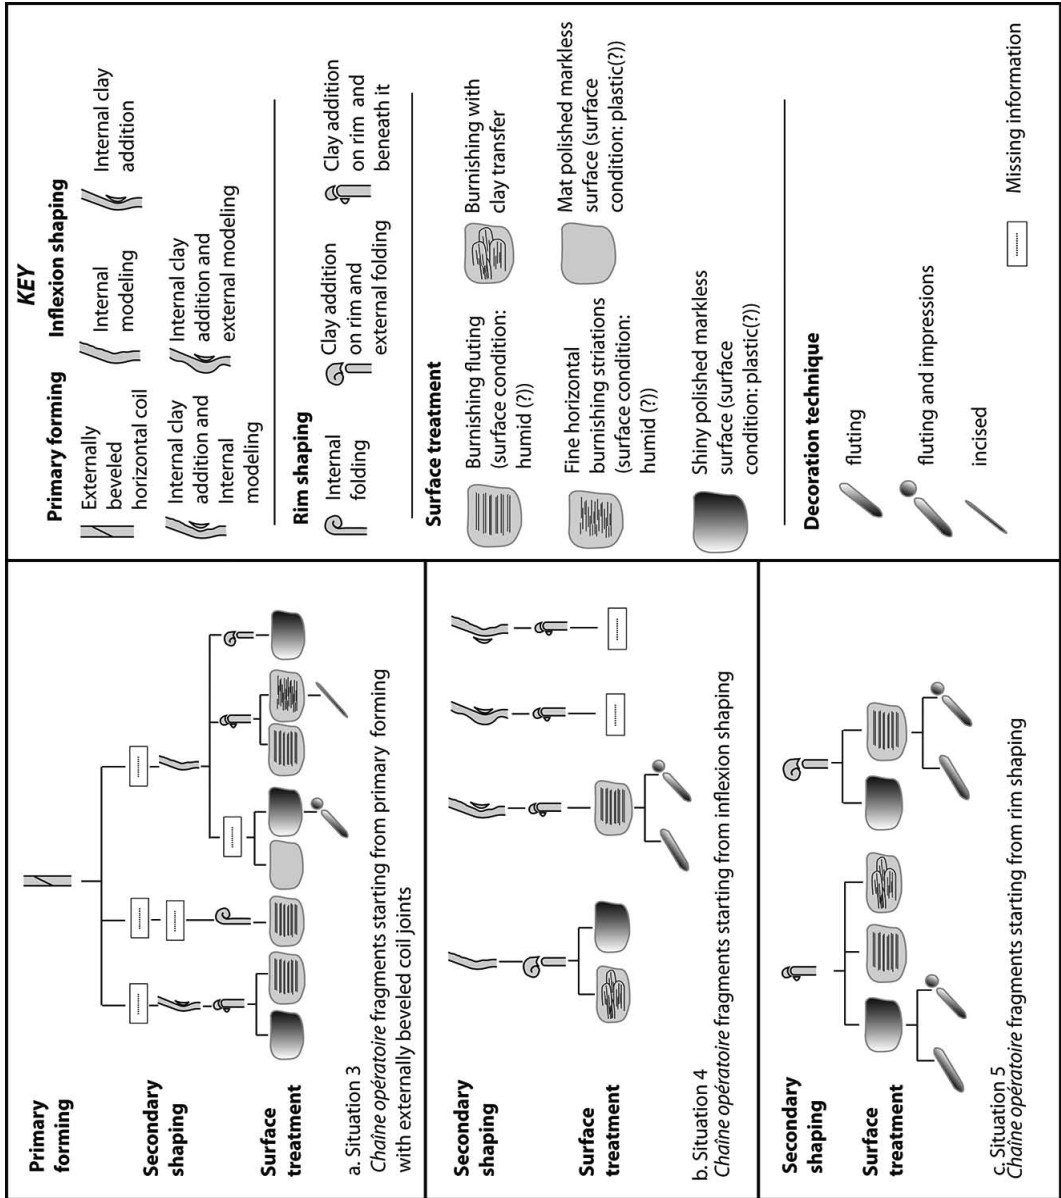 Primary
forming
Secondary
shaping
Surface
treatment
a. Situation 3
Chaîne opératoire fragments starting from primary forming
with externally beveled coil joints
Secondary
shaping
Surface
treatment
b. Situation 4
Chaîne opératoire fragments starting from inflexion shaping
Secondary
shaping
Surface
treatment
c. Situation 5
Chaîne opératoire fragments starting from rim shaping
KEY
Primary forming
Externally
beveled
horizontal coil
Inflexion shaping
Internal
modeling
Internal clay
addition
Internal clay
addition and
Internal
modeling
Internal clay
addition and
external modeling
Rim shaping
Internal
folding
Clay addition
on rim and
external folding
Clay addition
on rim and
beneath it
Surface treatment
Burnishing fluting
(surface condition:
humid (?))
Burnishing with
clay transfer
Fine horizontal
burnishing striations
(surface condition:
humid (?))
Mat polished markless
surface (surface
condition: plastic(?))
Shiny polished markless
surface (surface
condition: plastic(?))
Decoration technique
fluting
fluting and impressions
incised
Missing information